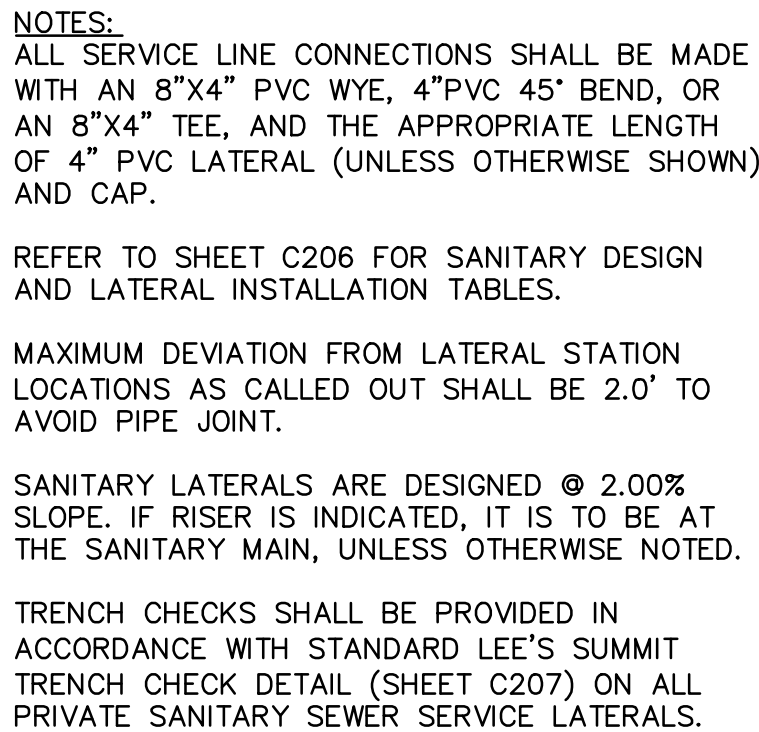 NOTES:
ALL SERVICE LINE CONNECTIONS SHALL BE MADE
WITH AN 8"X4" PVC WYE, 4"PVC 45° BEND, OR
AN 8"X4" TEE, AND THE APPROPRIATE LENGTH
OF 4" PVC LATERAL (UNLESS OTHERWISE SHOWN)
AND CAP.
REFER TO SHEET C206 FOR SANITARY DESIGN
AND LATERAL INSTALLATION TABLES.
MAXIMUM DEVIATION FROM LATERAL STATION
LOCATIONS AS CALLED OUT SHALL BE 2.0' TO
AVOID PIPE JOINT.
SANITARY LATERALS ARE DESIGNED @ 2.00%
SLOPE. IF RISER IS INDICATED, IT IS TO BE AT
THE SANITARY MAIN, UNLESS OTHERWISE NOTED.
TRENCH CHECKS SHALL BE PROVIDED IN
ACCORDANCE WITH STANDARD LEE'S SUMMIT
TRENCH CHECK DETAIL (SHEET C207) ON ALL
PRIVATE SANITARY SEWER SERVICE LATERALS.